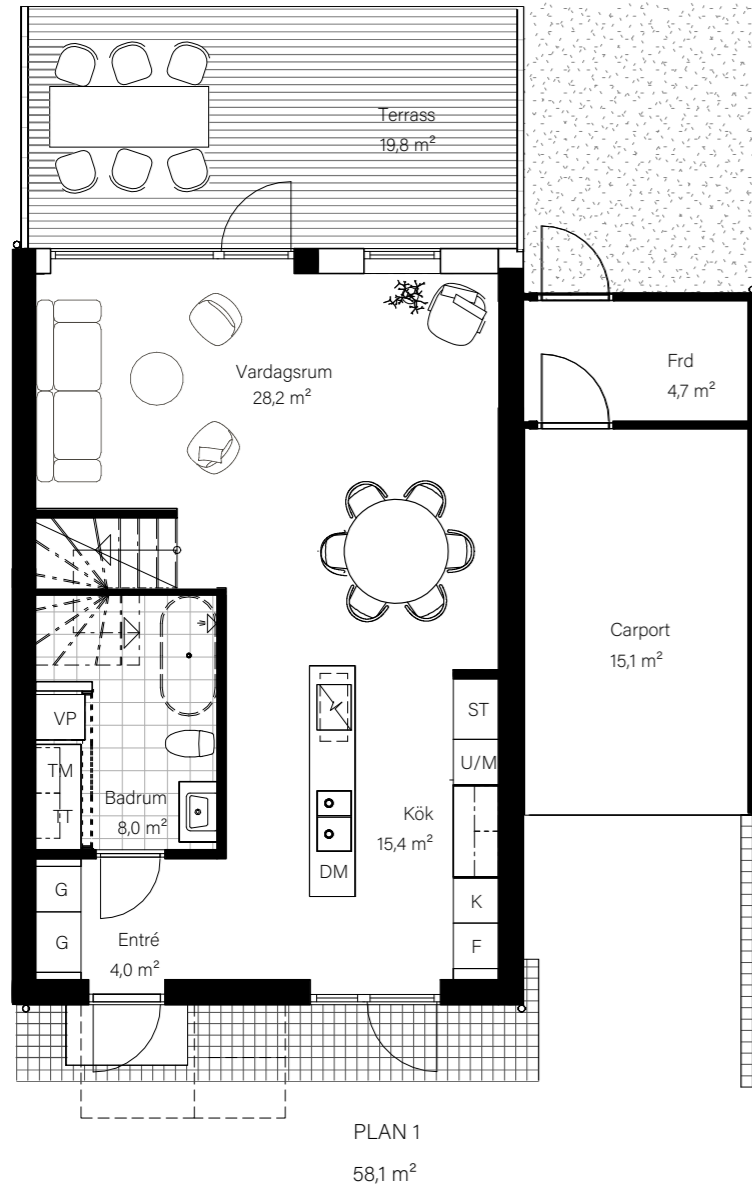 Terrass
19,8 m²
Frd
4,7 m²
Vardagsrum
28,2 m²
Carport
15,1 m²
VP
ST
TM
U/M
TT
Badrum
8,0 m²
Kök
15,4 m²
DM
G
K
G
Entré
4,0 m²
F
PLAN 1
58,1 m²